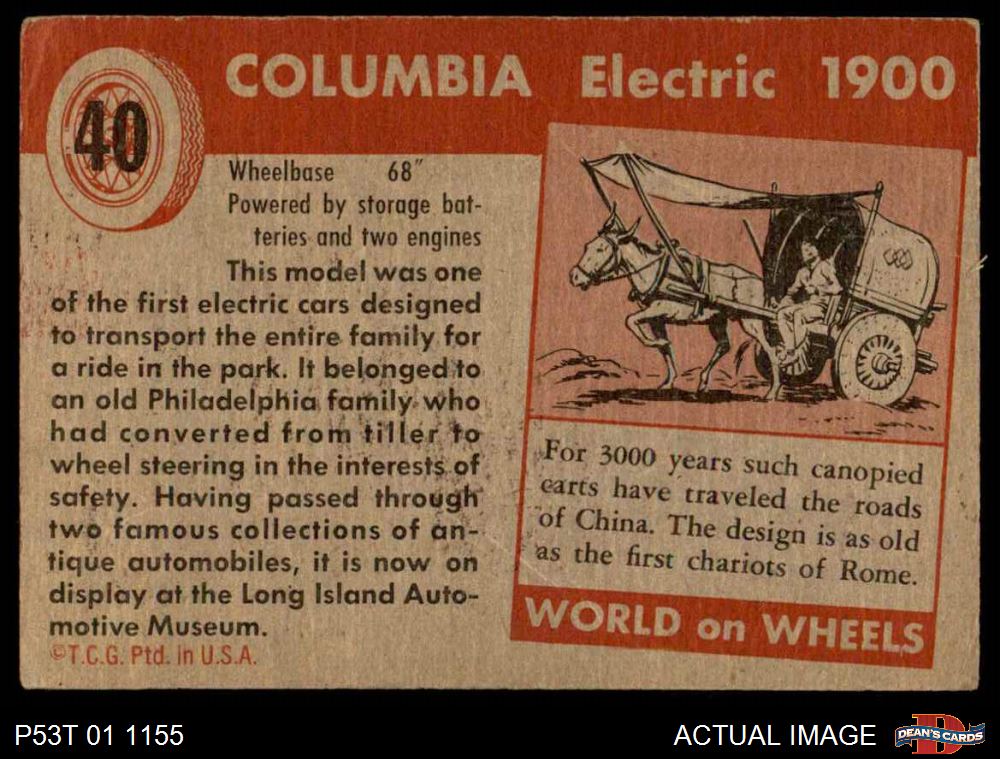 40
COLUMBIA Electric 1900
Wheelbase 68"
Powered by storage bat-
teries and two engines
This model was one
of the first electric cars designed
to transport the entire family for
a ride in the park. It belonged to
an old Philadelphia family who
had converted from tiller to
wheel steering in the interests of
safety. Having passed through
two famous collections of an-
tique automobiles, it is now on
display at the Long Island Auto-
motive Museum.
©T.C.G. Ptd. in U.S.A.
For 3000 years such canopied
carts have traveled the roads
of China. The design is as old
as the first chariots of Rome.
WORLD on WHEELS
P53T 01 1155
ACTUAL IMAGE
D
DEAN'S CARDS